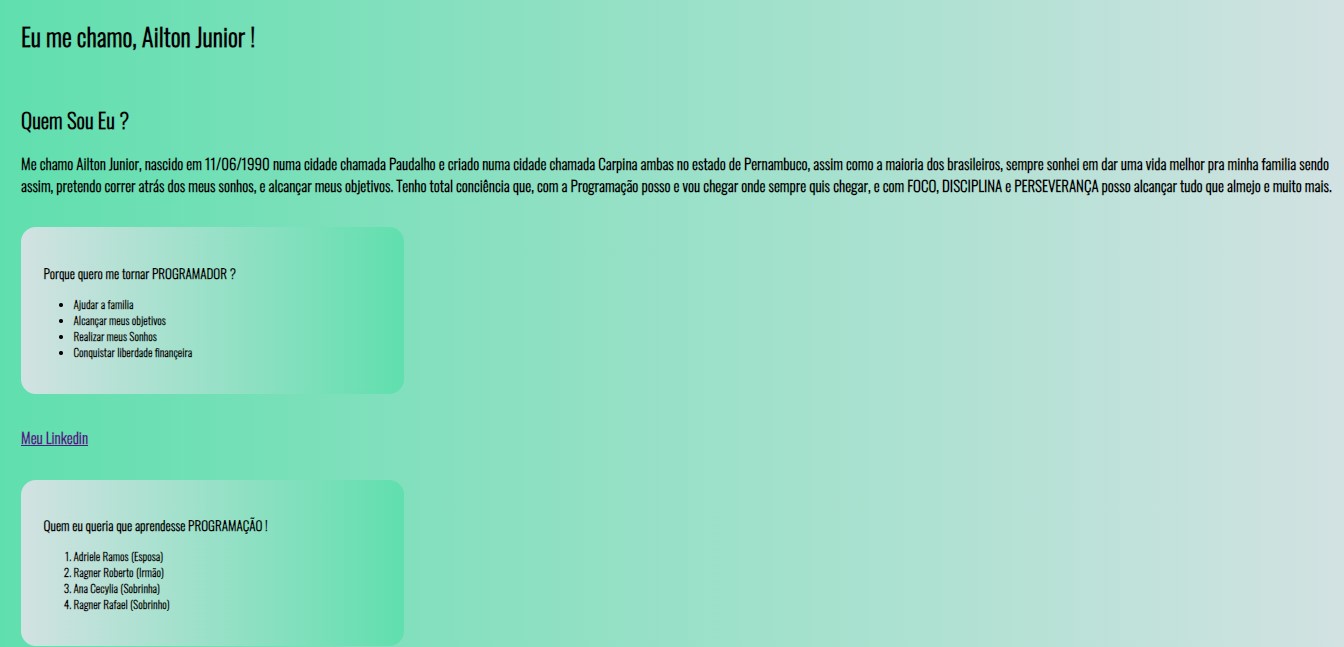 Eu me chamo, Ailton Junior !
Quem Sou Eu ?
Me chamo Ailton Junior, nascido em 11/06/1990 numa cidade chamada Paudalho e criado numa cidade chamada Carpina ambas no estado de Pernambuco, assim como a maioria dos brasileiros, sempre sonhei em dar uma vida melhor pra minha familia sendo
assim, pretendo correr atrás dos meus sonhos, e alcançar meus objetivos. Tenho total conciência que, com a Programação posso e vou chegar onde sempre quis chegar, e com FOCO, DISCIPLINA e PERSEVERANÇA posso alcançar tudo que almejo e muito mais.
Porque quero me tornar PROGRAMADOR ?
• Ajudar a familia
• Alcançar meus objetivos
• Realizar meus Sonhos
• Conquistar liberdade finançeira
Meu Linkedin
Quem eu queria que aprendesse PROGRAMAÇÃO !
1. Adriele Ramos (Esposa)
2. Ragner Roberto (Irmão)
3. Ana Cecylia (Sobrinha)
4. Ragner Rafael (Sobrinho)